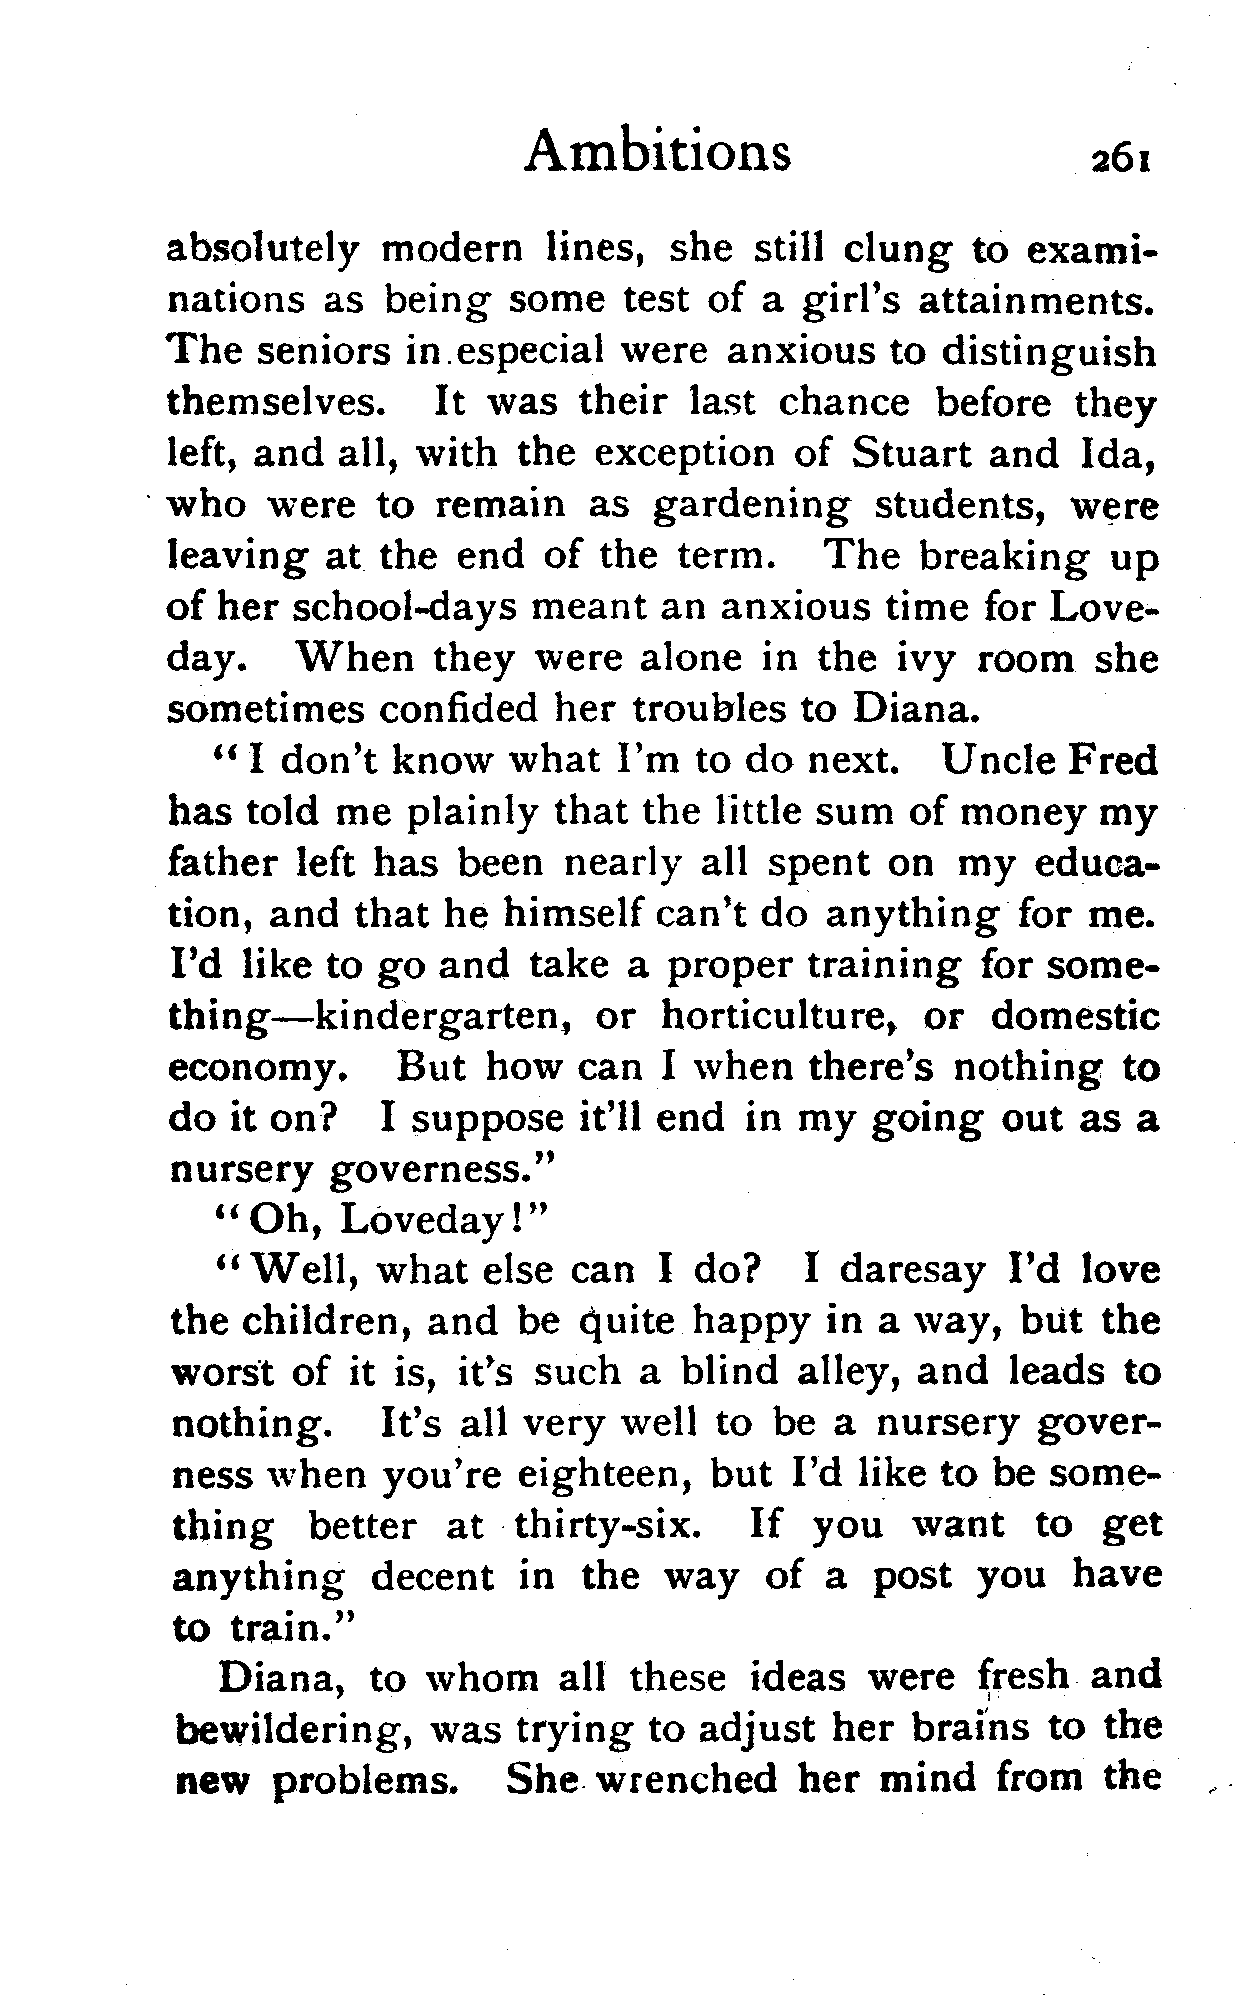 Ambitions 261
absolutely modern lines, she still clung to exami-
nations as being some test of a girl's attainments.
The seniors in especial were anxious to distinguish
themselves. It was their last chance before they
left, and all, with the exception of Stuart and Ida,
who were to remain as gardening students, were
leaving at the end of the term. The breaking up
of her school-days meant an anxious time for Love-
day. When they were alone in the ivy room she
sometimes confided her troubles to Diana.
"I don't know what I'm to do next. Uncle Fred
has told me plainly that the little sum of money my
father left has been nearly all spent on my educa-
tion, and that he himself can't do anything for me.
I'd like to go and take a proper training for some-
thing—kindergarten, or horticulture, or domestic
economy. But how can I when there's nothing to
do it on? I suppose it'll end in my going out as a
nursery governess."
"Oh, Loveday!"
"Well, what else can I do? I daresay I'd love
the children, and be quite happy in a way, but the
worst of it is, it's such a blind alley, and leads to
nothing. It's all very well to be a nursery gover-
ness when you're eighteen, but I'd like to be some-
thing better at thirty-six. If you want to get
anything decent in the way of a post you have
to train."
Diana, to whom all these ideas were fresh and
bewildering, was trying to adjust her brains to the
new problems. She wrenched her mind from the